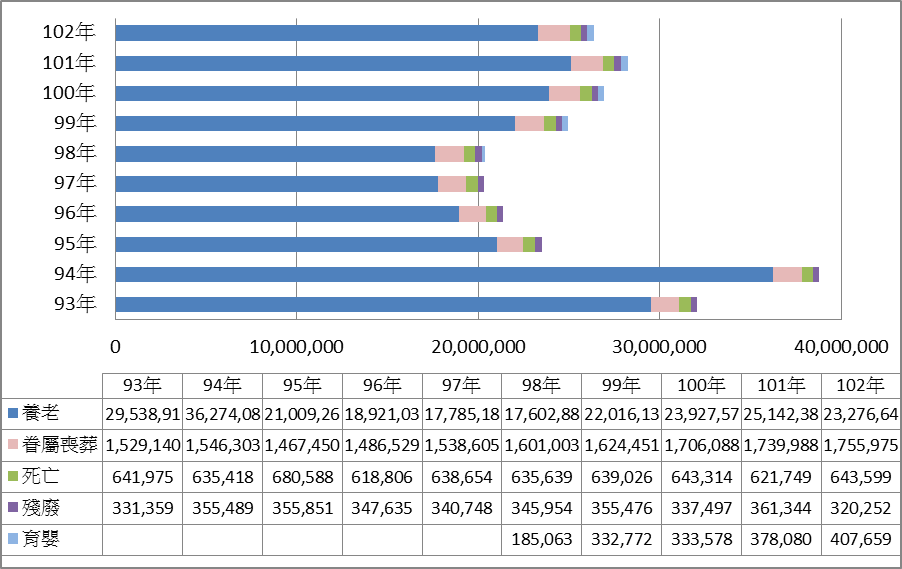 102年
101年
100年
99年
98年
97年
96年
95年
94年
93年
0 10,000,000 20,000,000 30,000,000 40,000,000
93年 94年 95年 96年 97年 98年 99年 100年 101年 102年
養老 29,538,91 36,274,08 21,009,26 18,921,03 17,785,18 17,602,88 22,016,13 23,927,57 25,142,38 23,276,64
眷屬喪葬 1,529,140 1,546,303 1,467,450 1,486,529 1,538,605 1,601,003 1,624,451 1,706,088 1,739,988 1,755,975
死亡 641,975 635,418 680,588 618,806 638,654 635,639 639,026 643,314 621,749 643,599
殘廢 331,359 355,489 355,851 347,635 340,748 345,954 355,476 337,497 361,344 320,252
育嬰 185,063 332,772 333,578 378,080 407,659